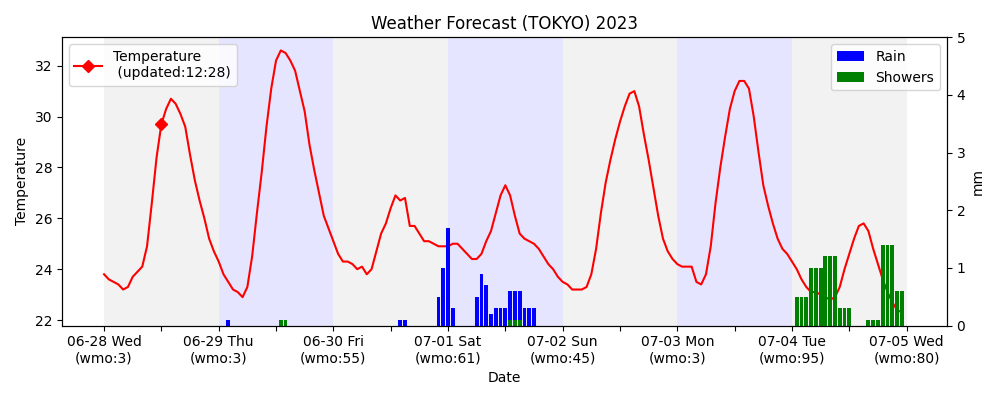 Weather Forecast (TOKYO) 2023
Temperature
(updated:12:28)
Rain
Showers
32
30
28
26
24
22
Temperature
5
4
3
2
1
0
mm
06-28 Wed 06-29 Thu 06-30 Fri 07-01 Sat 07-02 Sun 07-03 Mon 07-04 Tue 07-05 Wed
(wmo:3) (wmo:3) (wmo:55) (wmo:61) (wmo:45) (wmo:3) (wmo:95) (wmo:80)
Date